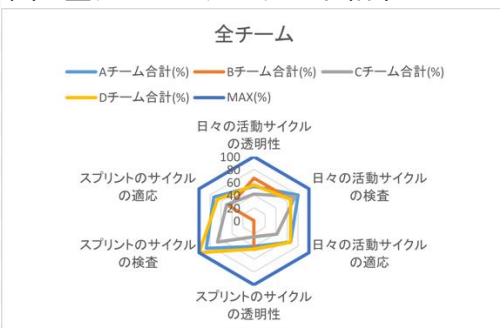 全チーム
Aチーム合計(%)
Bチーム合計(%)
Cチーム合計(%)
Dチーム合計(%)
MAX(%)
日々の活動サイクル
の透明性
日々の活動サイクル
の検査
日々の活動サイクル
の適応
スプリントのサイクル
の透明性
スプリントのサイクル
の検査
スプリントのサイクル
の適応
100
80
60
40
20
0